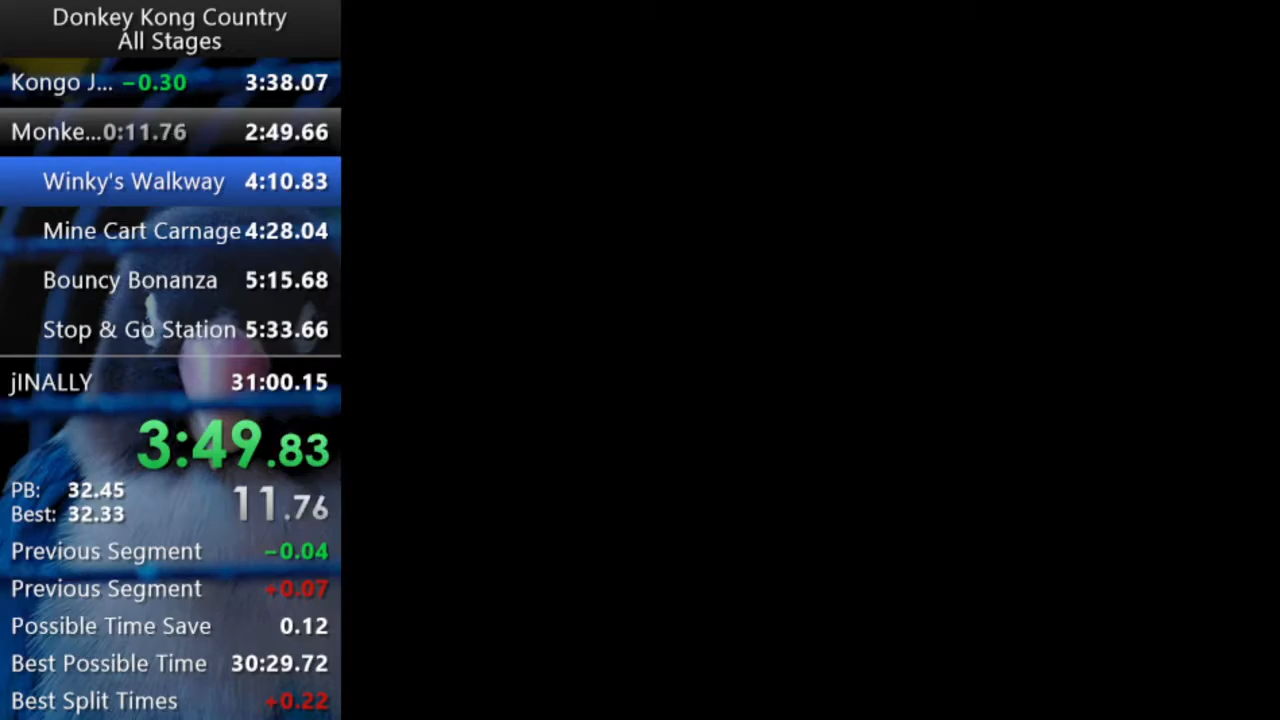 Donkey Kong Country
All Stages
Kongo J... −0.30 3:38.07
Monke...0:11.76 2:49.66
Winky's Walkway 4:10.83
Mine Cart Carnage 4:28.04
Bouncy Bonanza 5:15.68
Stop & Go Station 5:33.66
jINALLY 31:00.15
3:49.83
PB: 32.45
Best: 32.33
11.76
Previous Segment −0.04
Previous Segment +0.07
Possible Time Save 0.12
Best Possible Time 30:29.72
Best Split Times +0.22